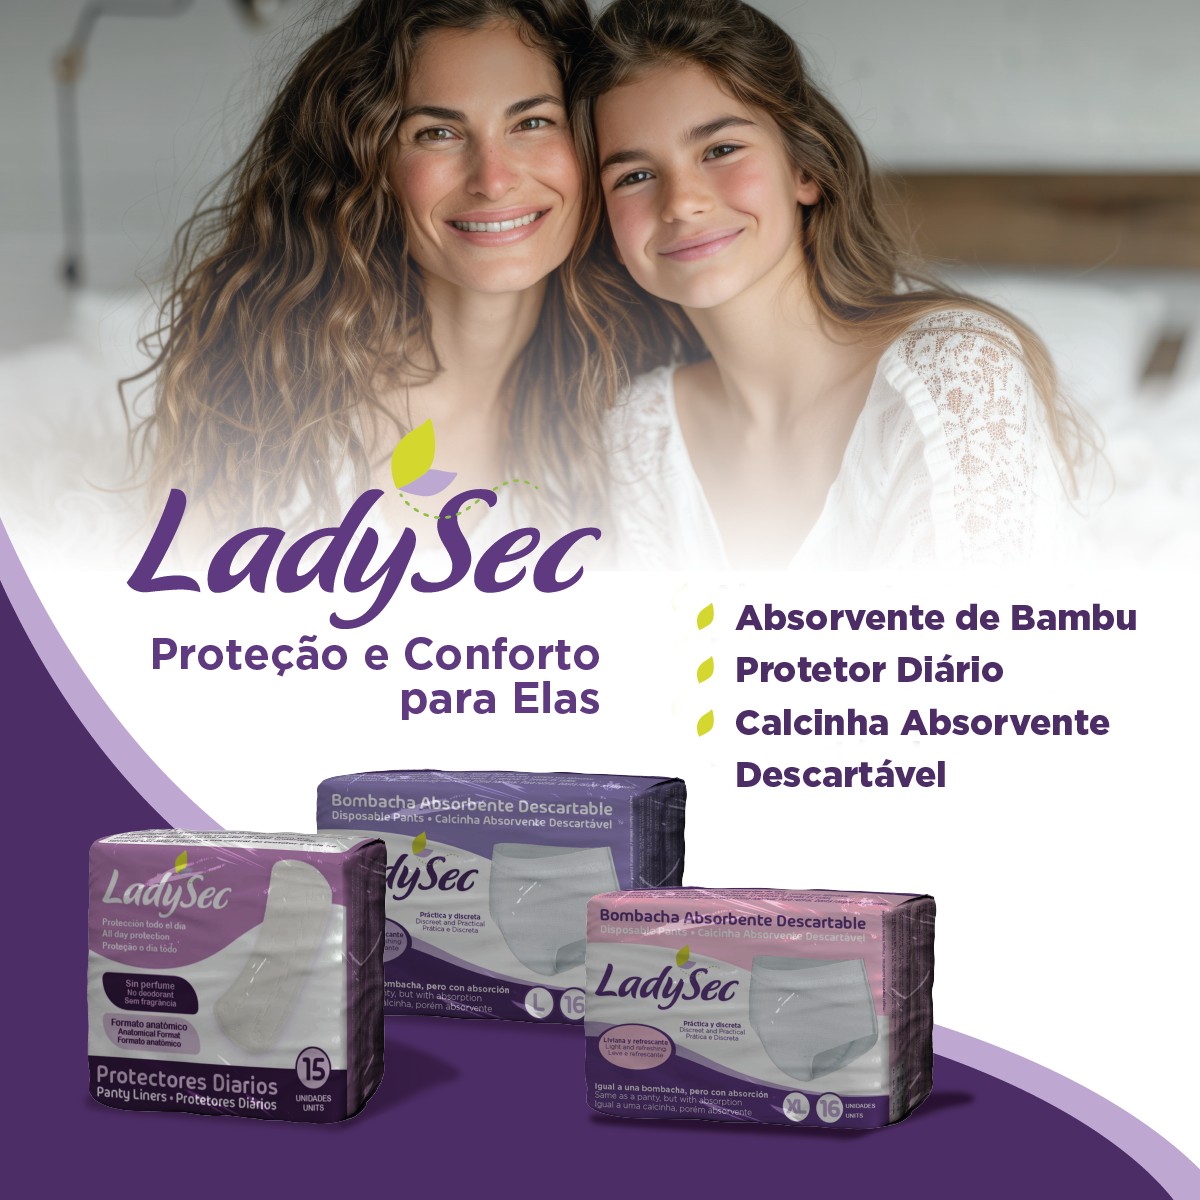 LadySec
Proteção e Conforto
para Elas
Absorvente de Bambu
Protetor Diário
Calcinha Absorvente
Descartável
Bombacha Absorbente Descartable
Disposable Pants • Calcinha Absorvente Descartável
dySec
Práctica y discreta
Discreet and Practical
Prática e Discreta
ombacha, pero con absorción
nty, but with absorption
alcinha, porém absorvente
L 16
LadySec
Protección todo el día
All day protection
Proteção o dia todo
Sin perfume
No deodorant
Sem fragrância
Formato anatòmico
Anatomical Format
Formato anatômico
15
UNIDADES
UNITS
Protectores Diarios
Panty Liners • Protetores Diários
Bombacha Absorbente Descartable
Disposable Pants • Calcinha Absorvente Descartável
LadySec
Práctica y discreta
Discreet and Practical
Prática e Discreta
Liviana y refrescante
Light and refreshing
Leve e refrescante
Igual a una bombacha, pero con absorción
Same as a panty, but with absorption
Igual a uma calcinha, porém absorvente
XL 16 UNIDADES
UNITS